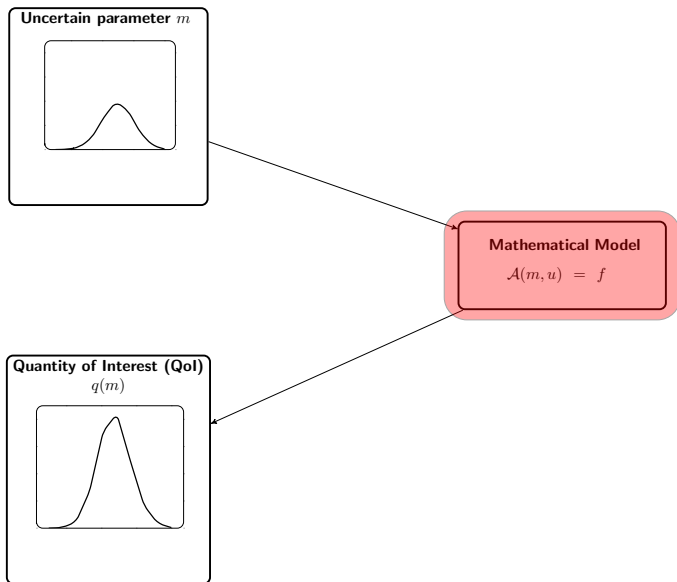 Uncertain parameter m
Mathematical Model
𝒜(m, u) = f
Quantity of Interest (QoI)
q(m)